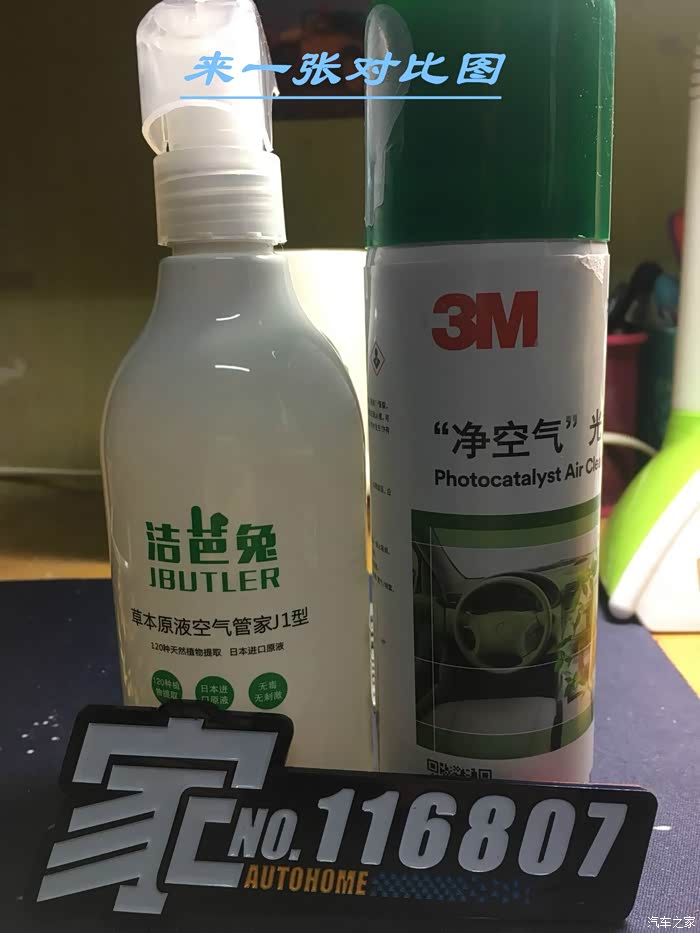 来一张对比图
3M
“净空气”光
Photocatalyst Air Clea
洁芭兔
JBUTLER
草本原液空气管家J1型
120种天然植物提取 日本进口原液
120种植
物提取
日本进
口原液
无毒
无刺激
家 NO.116807
AUTOHOME
汽车之家